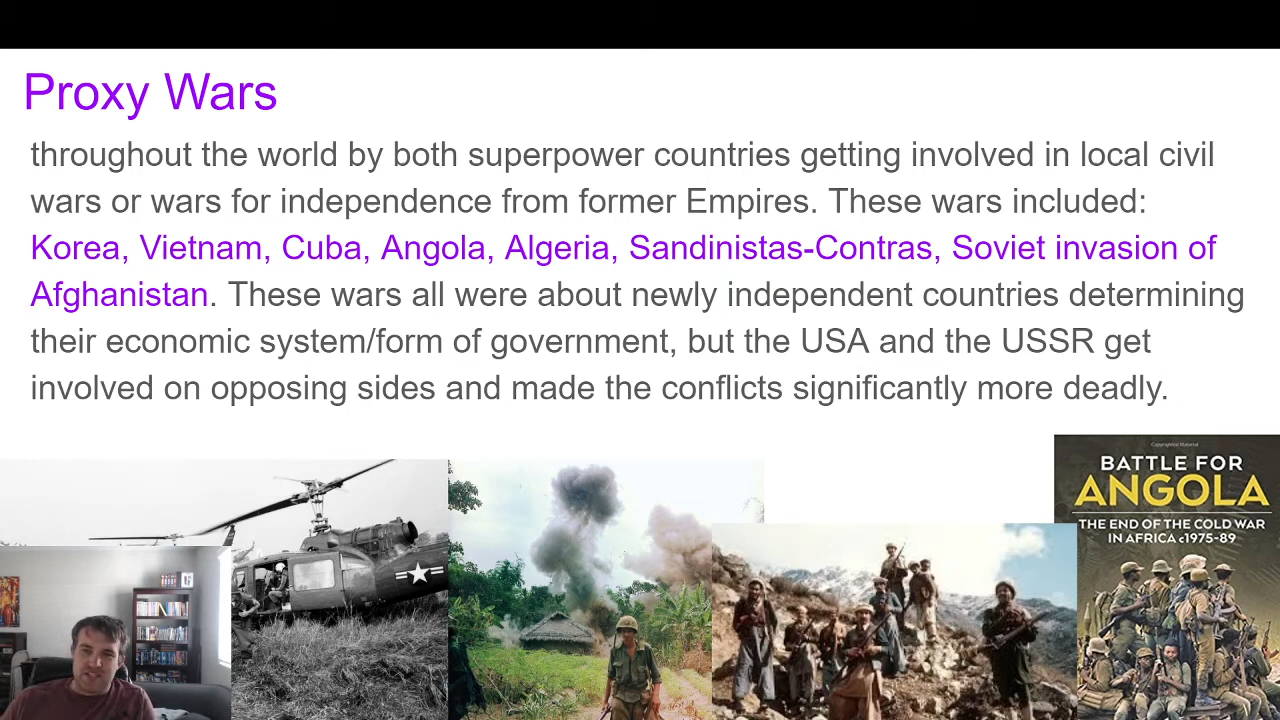 Proxy Wars
throughout the world by both superpower countries getting involved in local civil
wars or wars for independence from former Empires. These wars included:
Korea, Vietnam, Cuba, Angola, Algeria, Sandinistas-Contras, Soviet invasion of
Afghanistan. These wars all were about newly independent countries determining
their economic system/form of government, but the USA and the USSR get
involved on opposing sides and made the conflicts significantly more deadly.
Copyrighted Material
BATTLE FOR
ANGOLA
THE END OF THE COLD WAR
IN AFRICA c1975-89